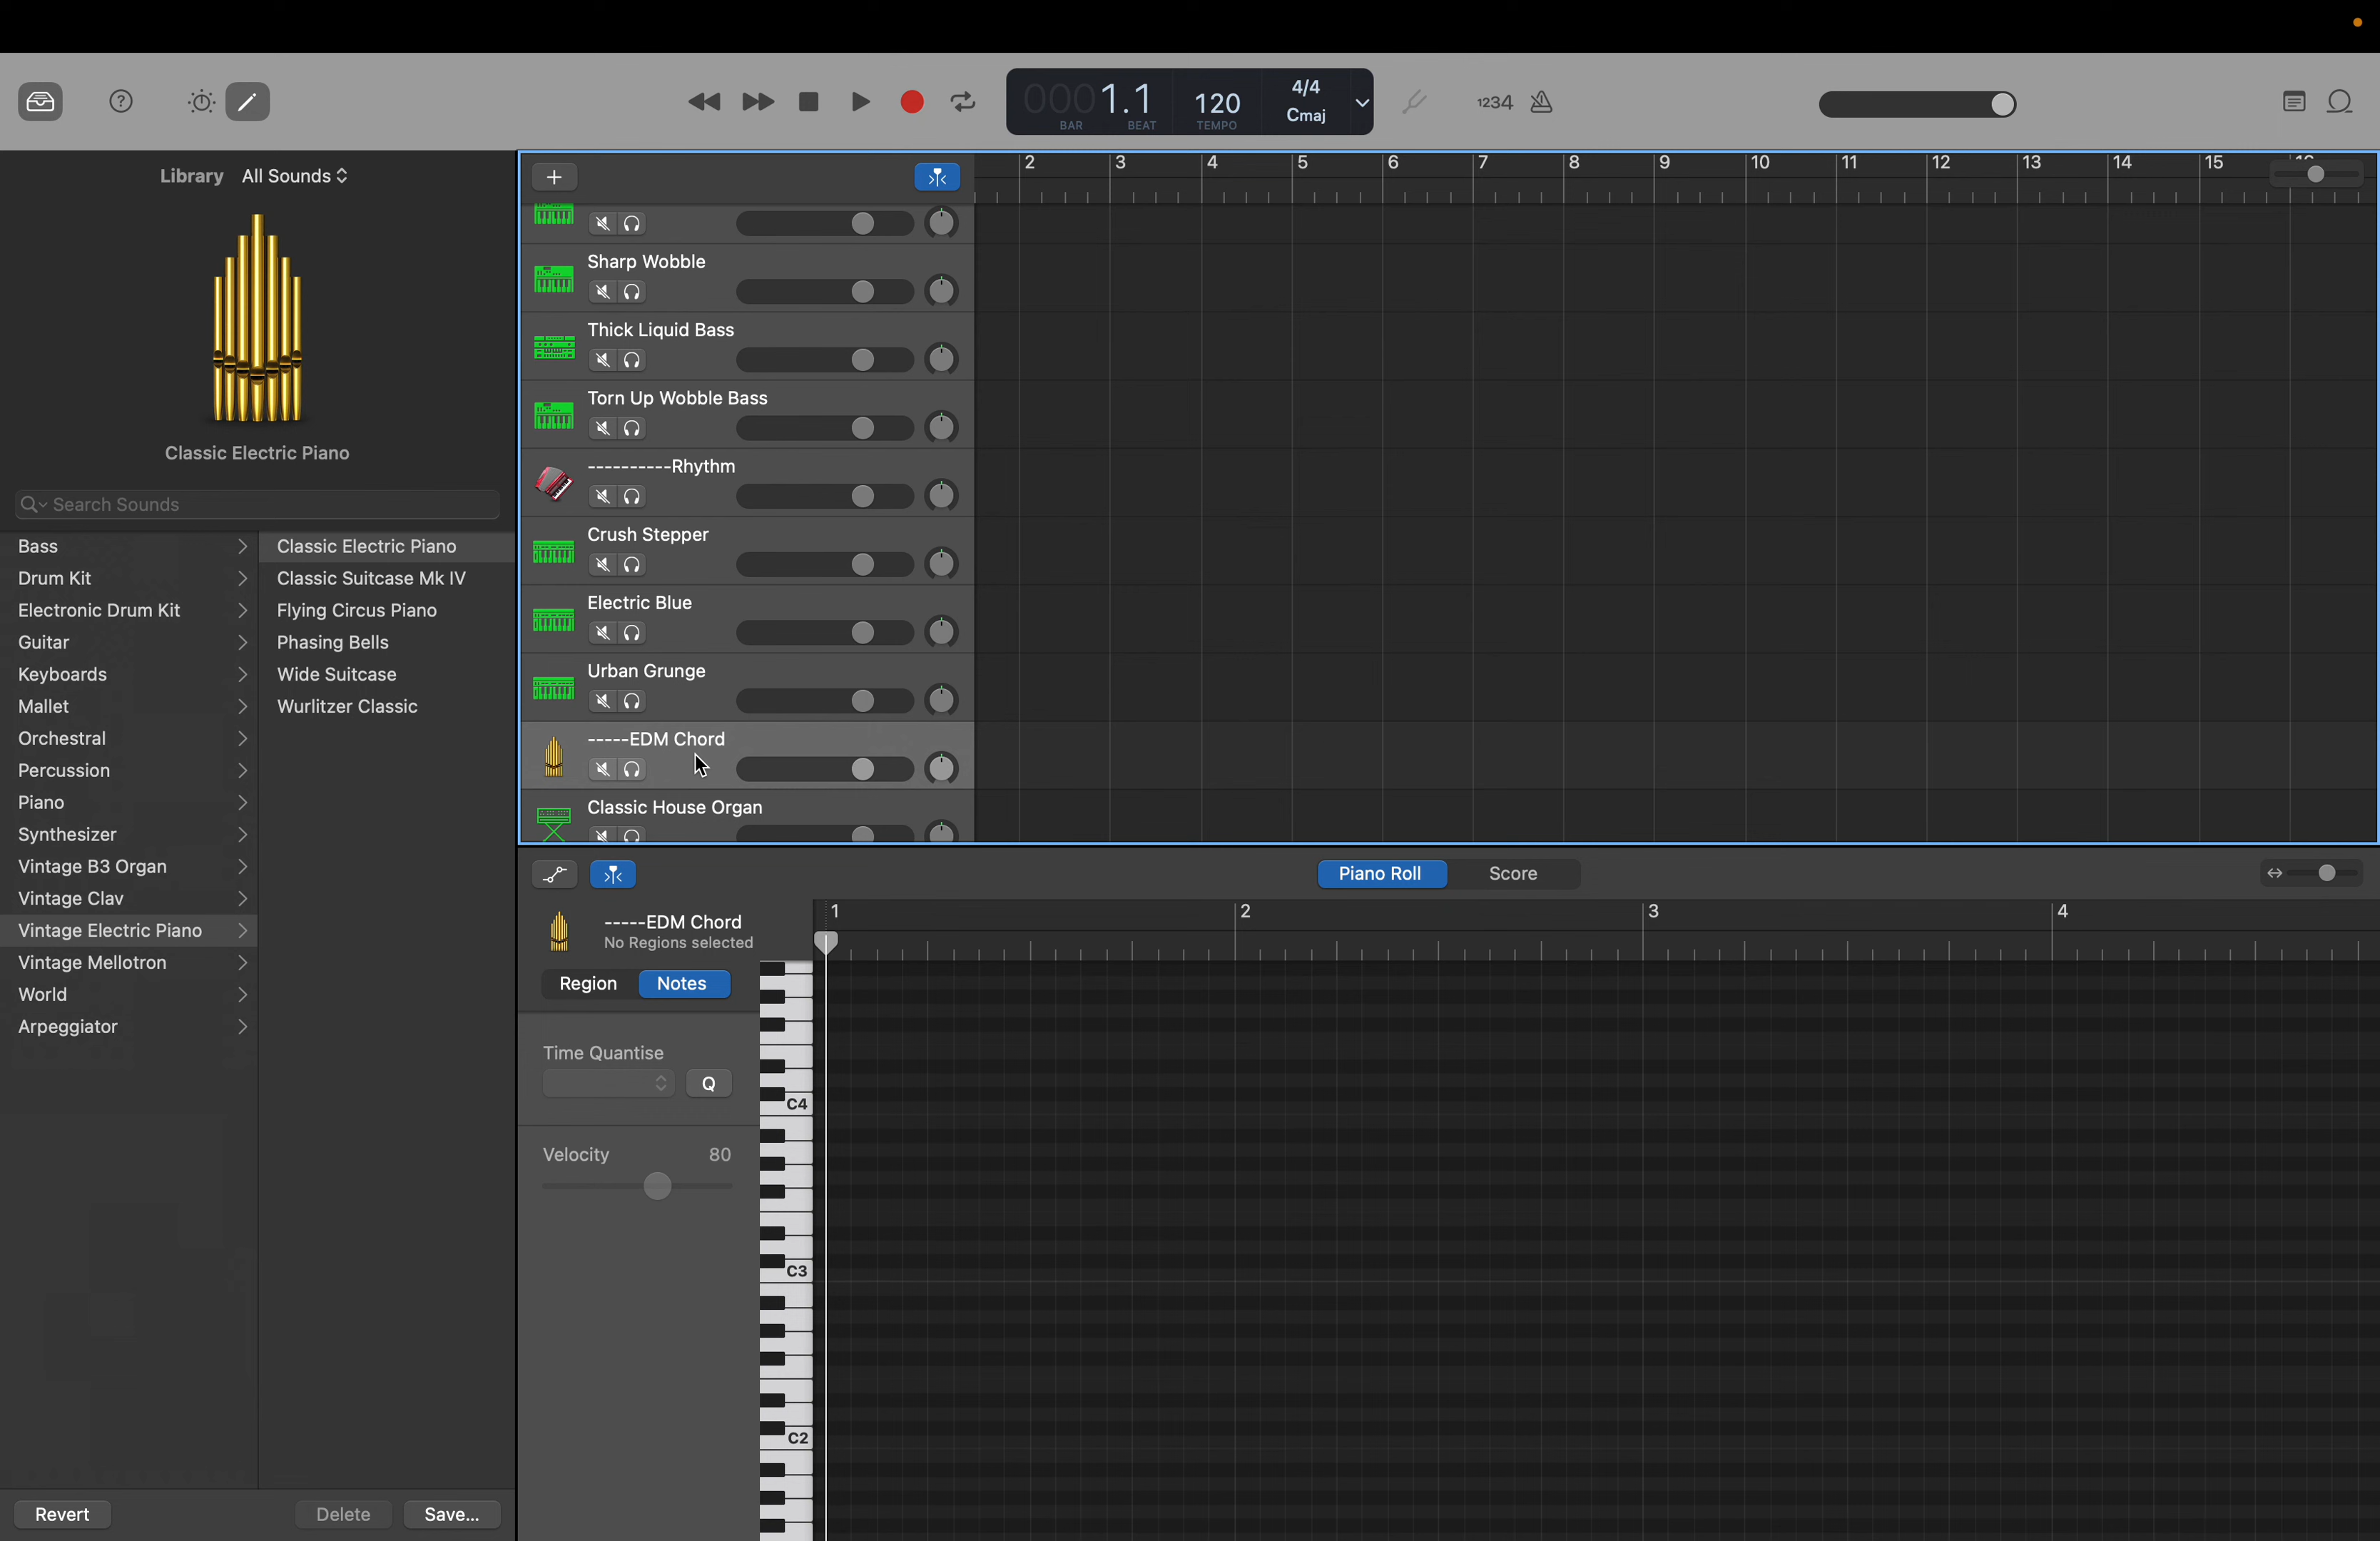 0001.1
BAR
BEAT
120
TEMPO
4/4
Cmaj
1234
Library
All Sounds
Classic Electric Piano
Search Sounds
Bass
Drum Kit
Electronic Drum Kit
Guitar
Keyboards
Mallet
Orchestral
Percussion
Piano
Synthesizer
Vintage B3 Organ
Vintage Clav
Vintage Electric Piano
Vintage Mellotron
World
Arpeggiator
Classic Electric Piano
Classic Suitcase Mk IV
Flying Circus Piano
Phasing Bells
Wide Suitcase
Wurlitzer Classic
Revert
Delete
Save...
2 3 4 5 6 7 8 9 10 11 12 13 14 15
Sharp Wobble
Thick Liquid Bass
Torn Up Wobble Bass
----------Rhythm
Crush Stepper
Electric Blue
Urban Grunge
-----EDM Chord
Classic House Organ
Piano Roll
Score
-----EDM Chord
No Regions selected
Region
Notes
Time Quantise
Q
Velocity 80
1 2 3 4
C4
C3
C2